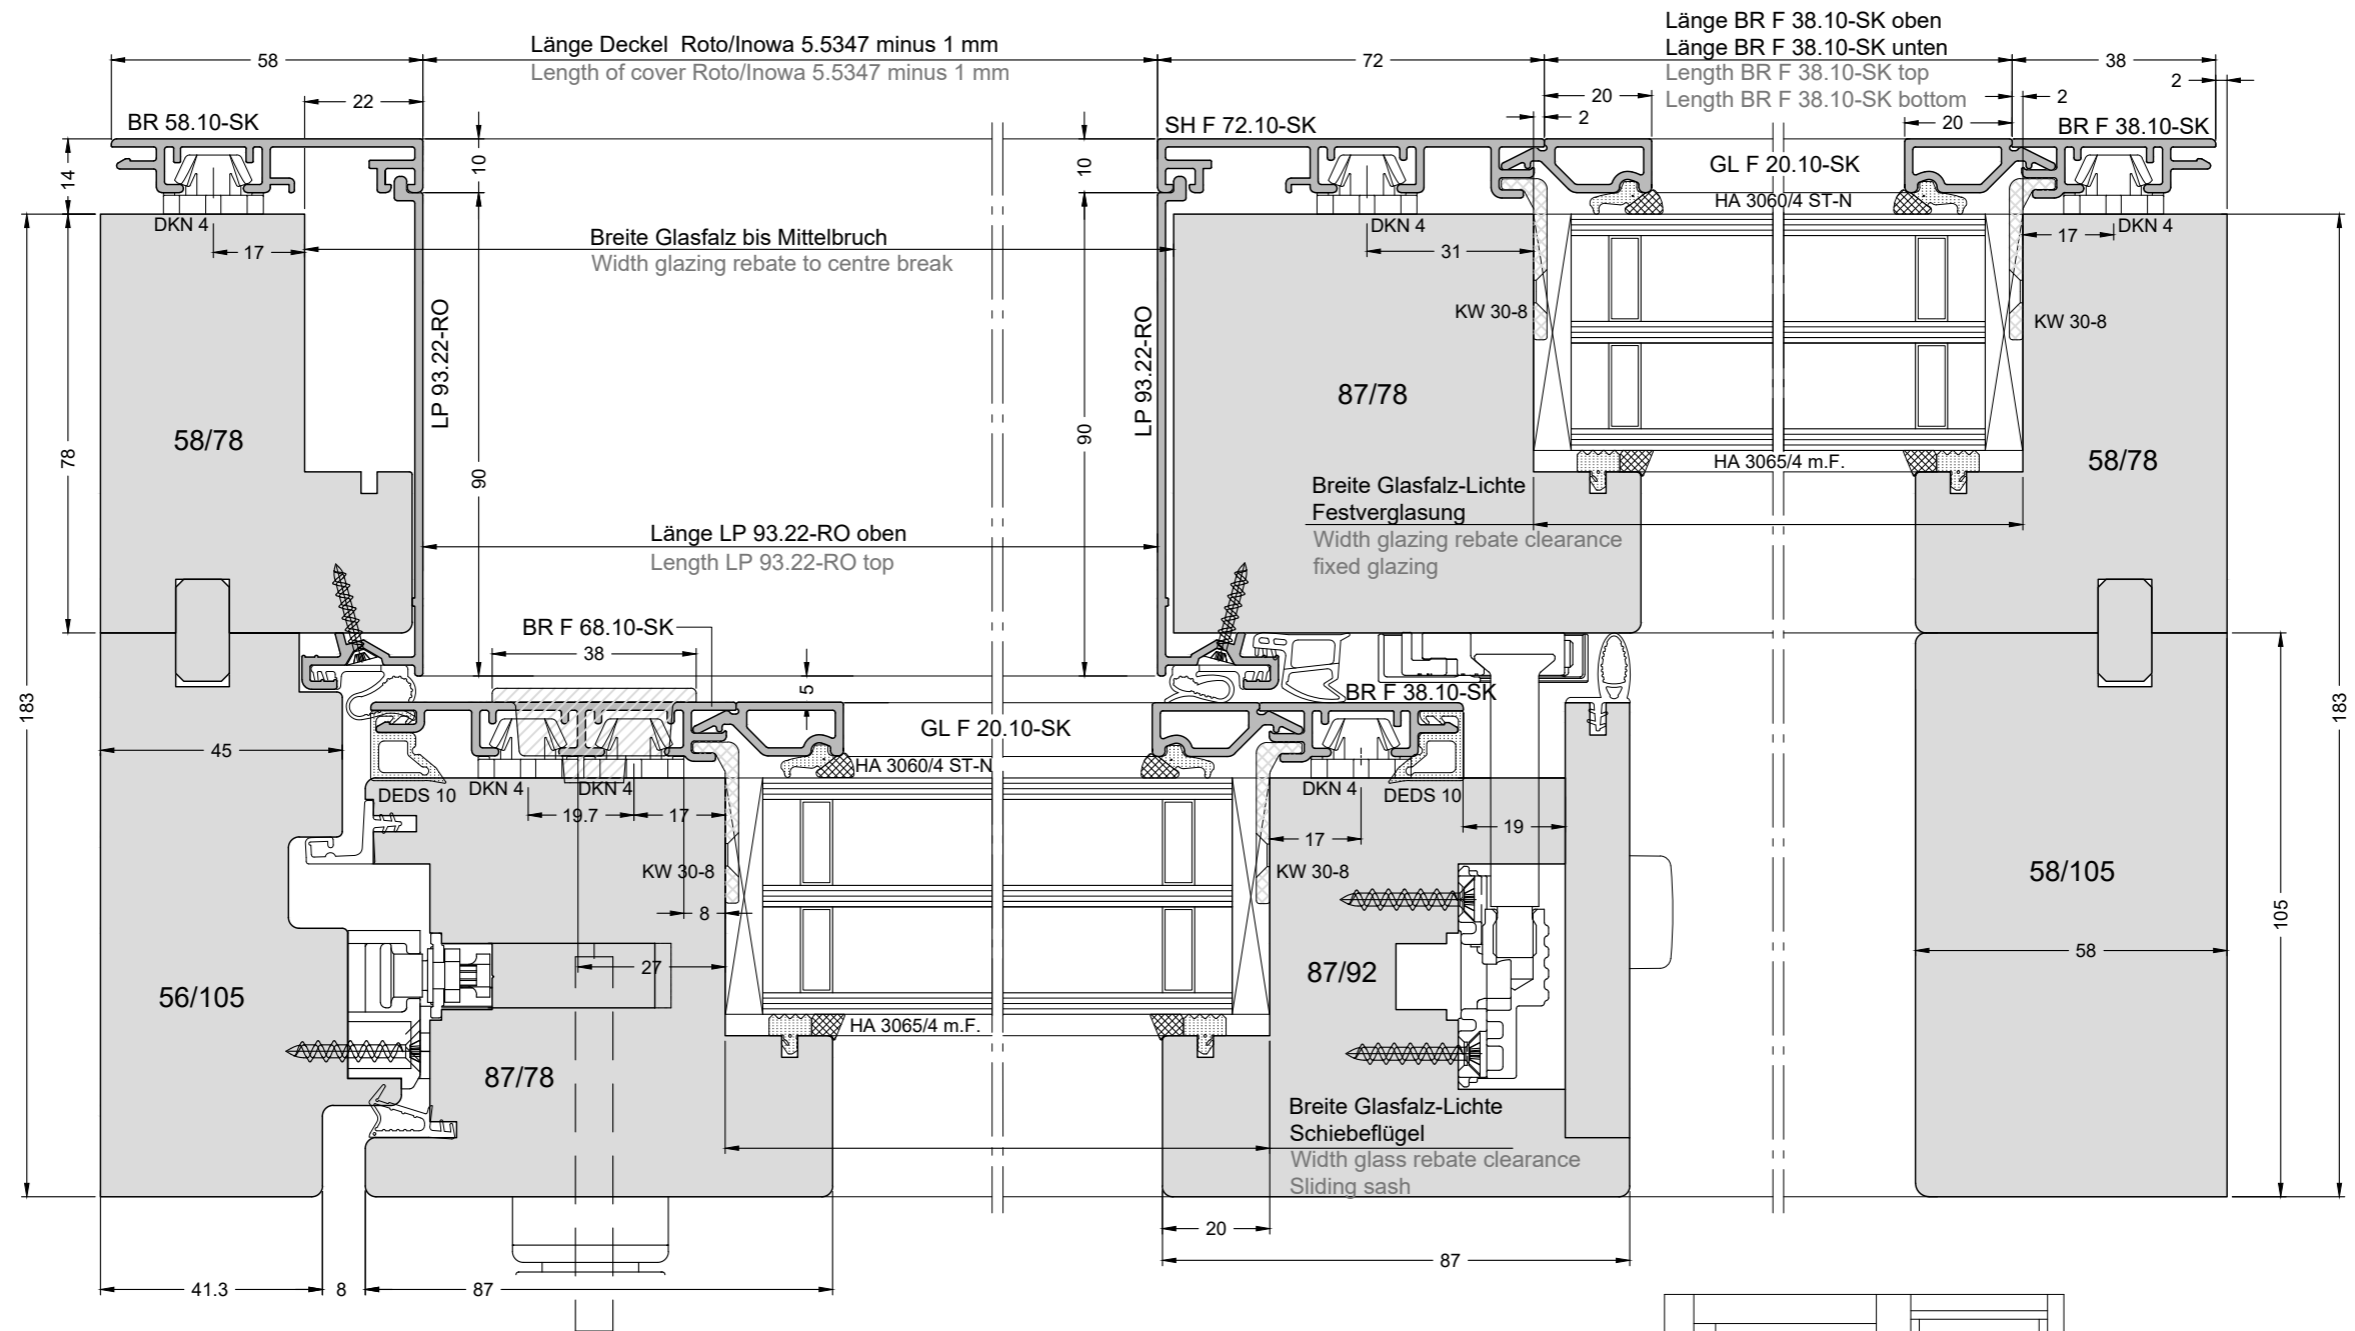 Länge BR F 38.10-SK oben
Länge Deckel  Roto/Inowa 5.5347 minus 1 mm
Länge BR F 38.10-SK unten
58
72
38
Length of cover Roto/Inowa 5.5347 minus 1 mm
Length BR F 38.10-SK top
2
22
20
2
Length BR F 38.10-SK bottom
BR 58.10-SK
SH F 72.10-SK
2
20
BR F 38.10-SK
14
10
10
GL F 20.10-SK
HA 3060/4 ST-N
DKN 4
DKN 4
DKN 4
17
Breite Glasfalz bis Mittelbruch
Width glazing rebate to centre break
31
17
LP 93.22-RO
LP 93.22-RO
KW 30-8
KW 30-8
87/78
58/78
78
90
90
HA 3065/4 m.F.
58/78
Breite Glasfalz-Lichte
Festverglasung
Width glazing rebate clearance
fixed glazing
Länge LP 93.22-RO oben
Length LP 93.22-RO top
BR F 68.10-SK
38
5
BR F 38.10-SK
183
183
45
GL F 20.10-SK
HA 3060/4 ST-N
DEDS 10
DKN 4
DKN 4
DKN 4
DEDS 10
19.7
17
17
19
KW 30-8
KW 30-8
58/105
8
105
27
87/92
58
56/105
HA 3065/4 m.F.
87/78
Breite Glasfalz-Lichte
Schiebeflügel
Width glass rebate clearance
Sliding sash
20
87
41.3
8
87